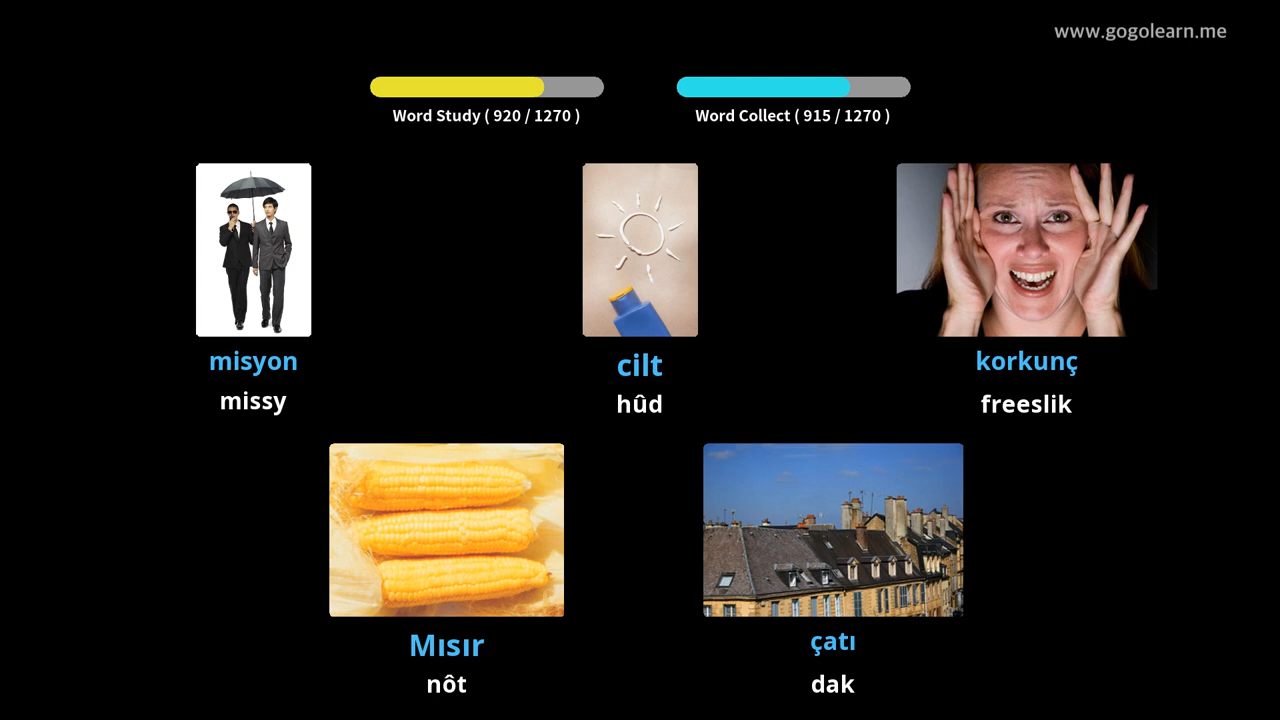 www.gogolearn.me
Word Study ( 920 / 1270 )
Word Collect ( 915 / 1270 )
misyon
missy
cilt
hûd
korkunç
freeslik
Mısır
nôt
çatı
dak